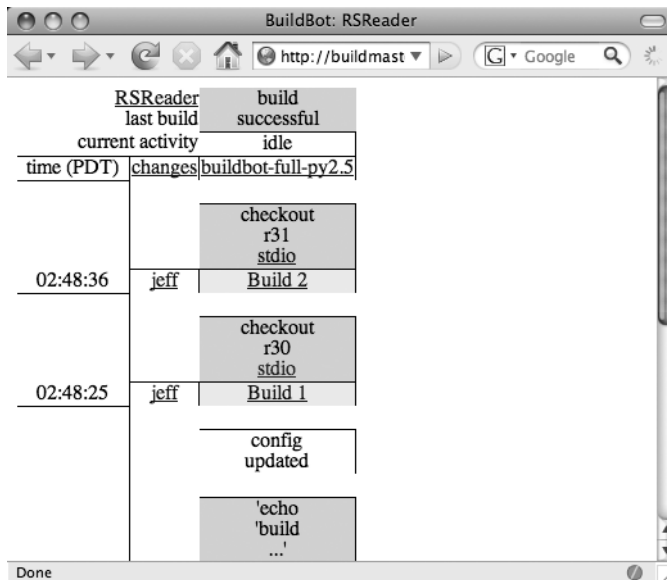 BuildBot: RSReader
http://buildmast
Google
RSReader build
last build successful
current activity idle
time (PDT) changes buildbot-full-py2.5
checkout
r31
stdio
02:48:36 jeff Build 2
checkout
r30
stdio
02:48:25 jeff Build 1
config
updated
'echo
'build
...'
Done